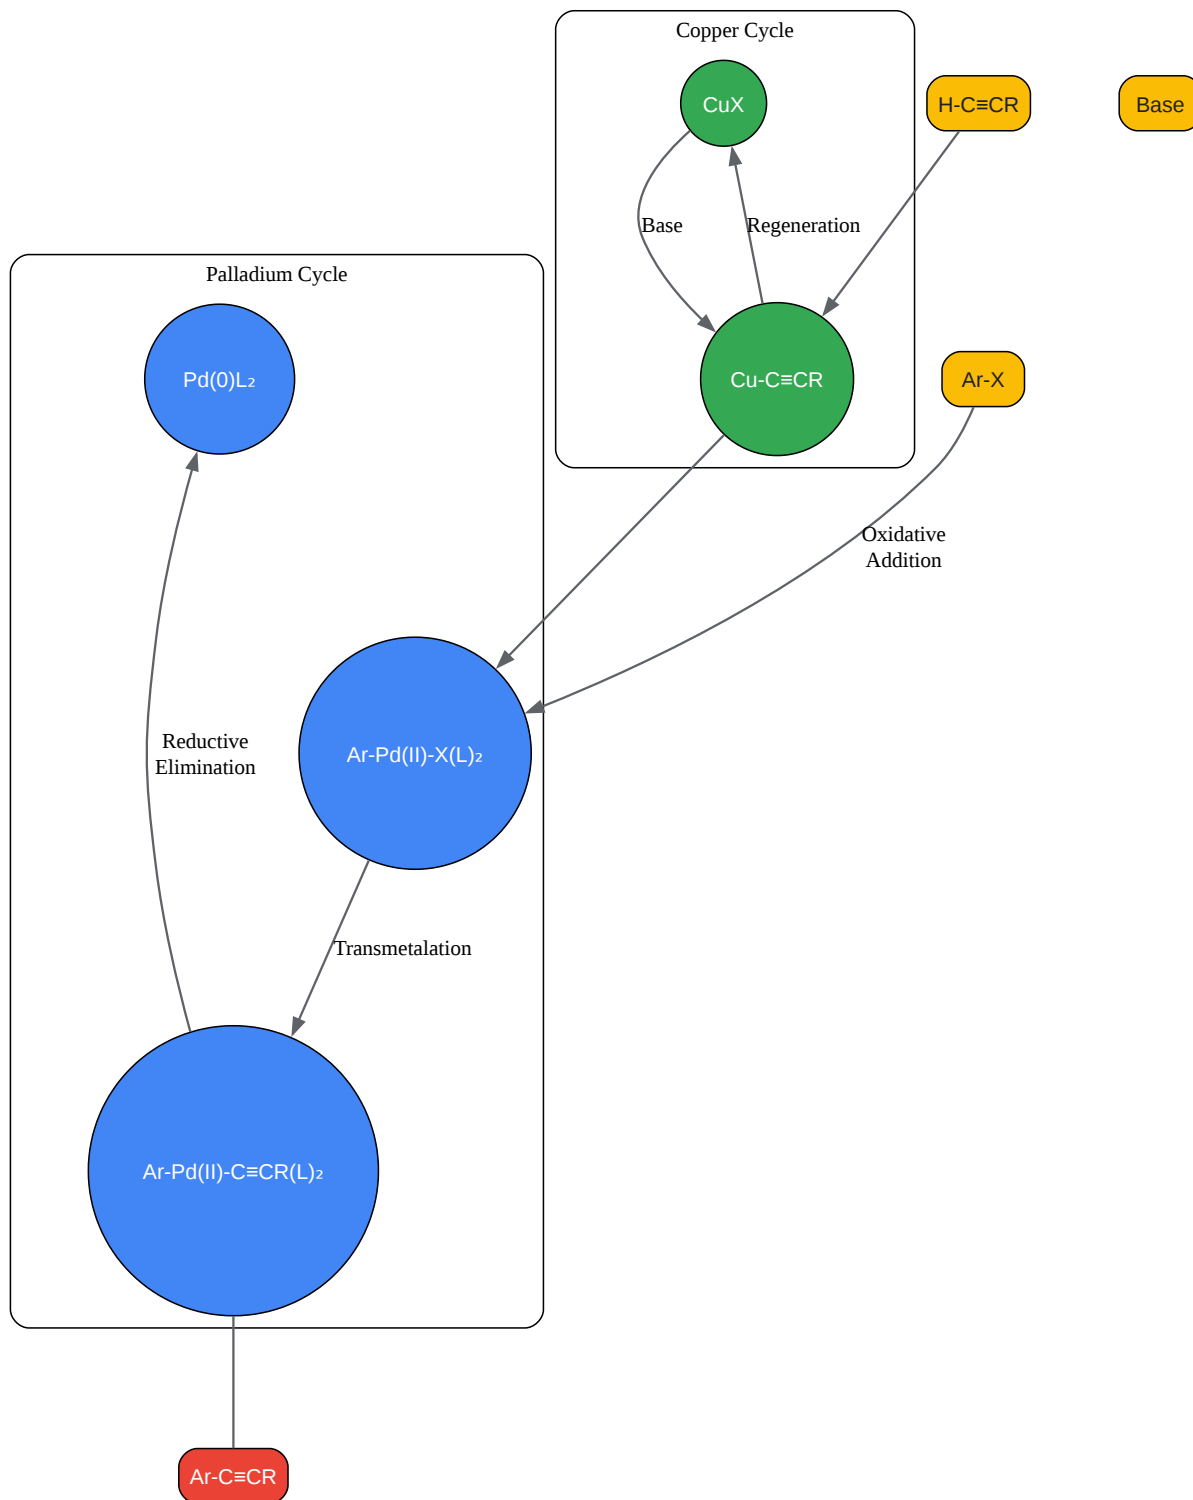 Copper Cycle
CuX
H-C≡CR
Base
Base
Regeneration
Palladium Cycle
Pd(0)L₂
Cu-C≡CR
Ar-X
Oxidative
Addition
Reductive
Elimination
Ar-Pd(II)-X(L)₂
Transmetalation
Ar-Pd(II)-C≡CR(L)₂
Ar-C≡CR